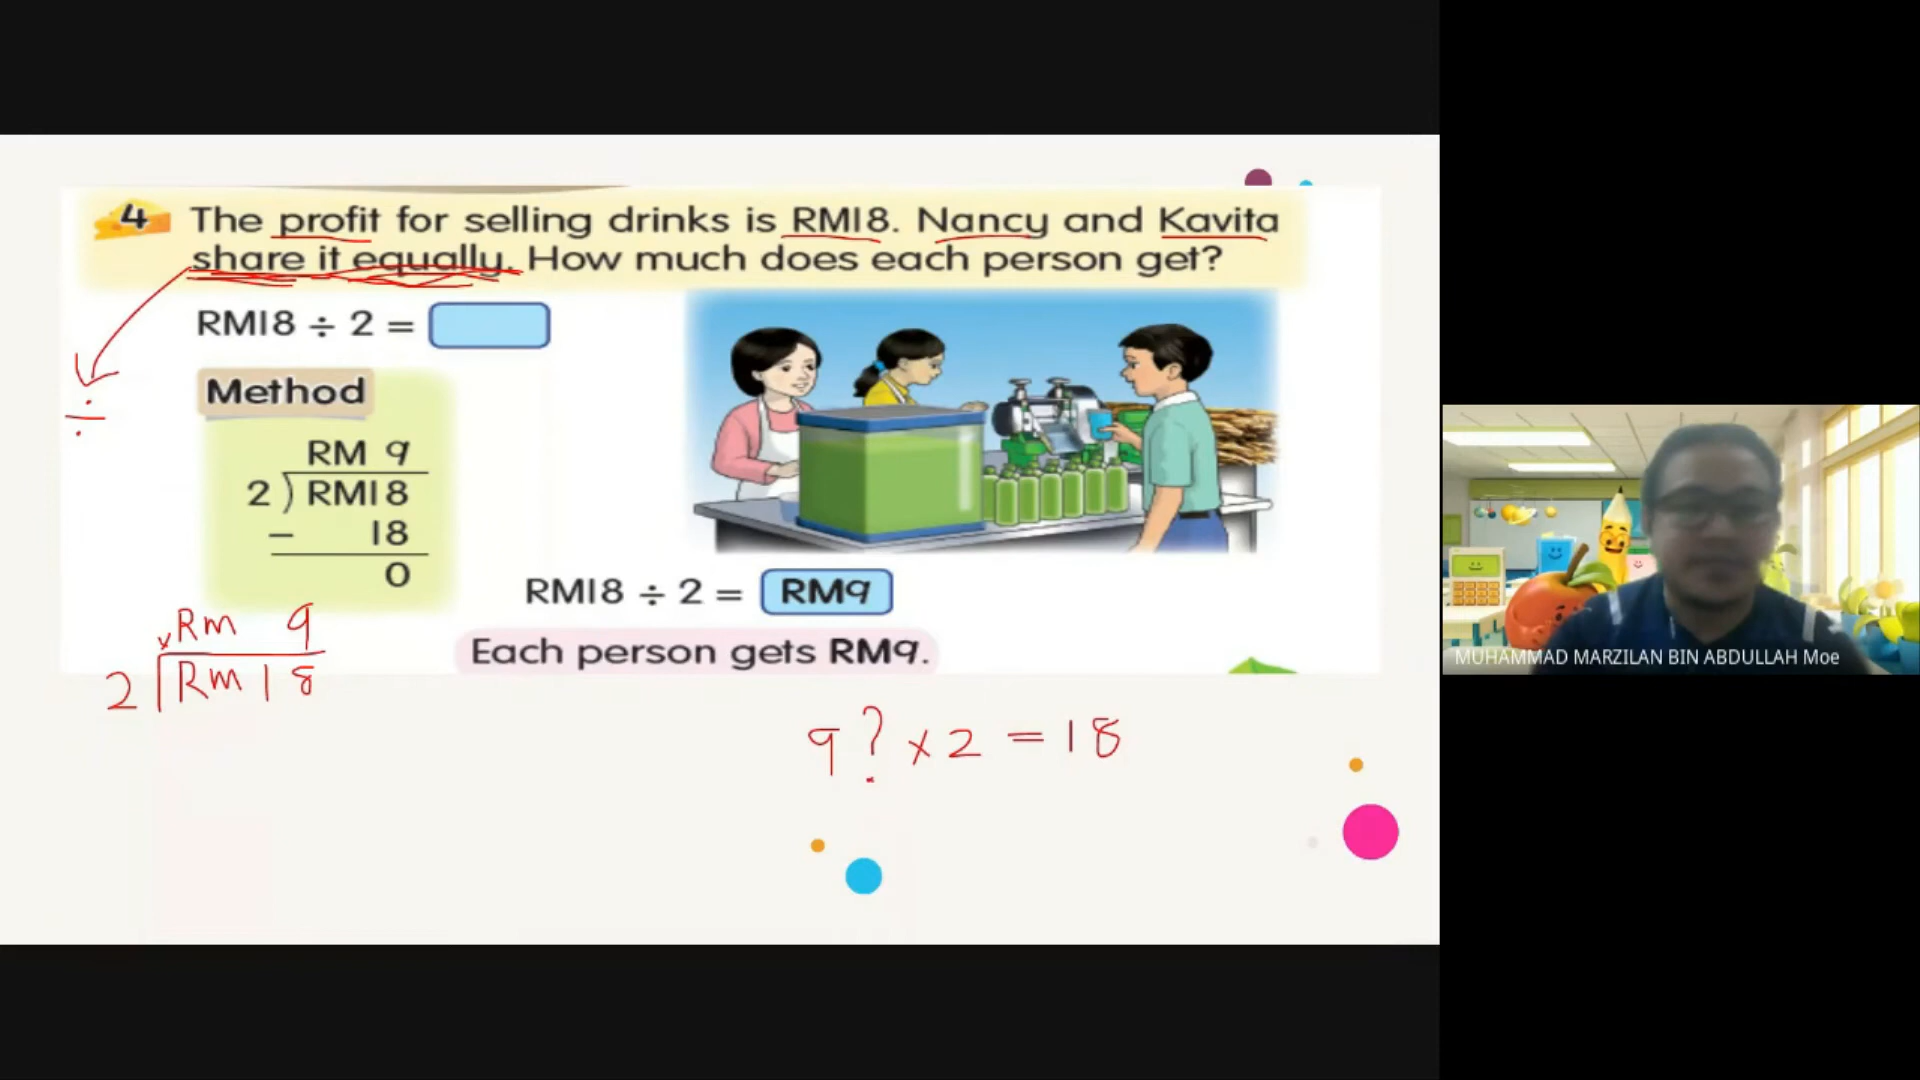 4 The profit for selling drinks is RM18. Nancy and Kavita
share it equally. How much does each person get?
RM18 ÷ 2 =
÷
Method
RM 9
2 ) RM18
− 18
0
RM18 ÷ 2 = RM9
Each person gets RM9.
x Rm 9
2 Rm 18
9 ? × 2 = 18
MUHAMMAD MARZILAN BIN ABDULLAH Moe